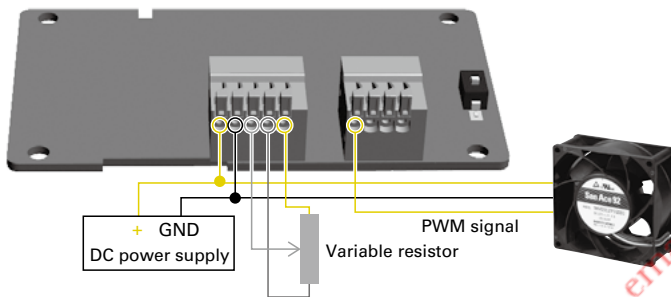 San Ace 92
PWM signal
+ GND
DC power supply
Variable resistor